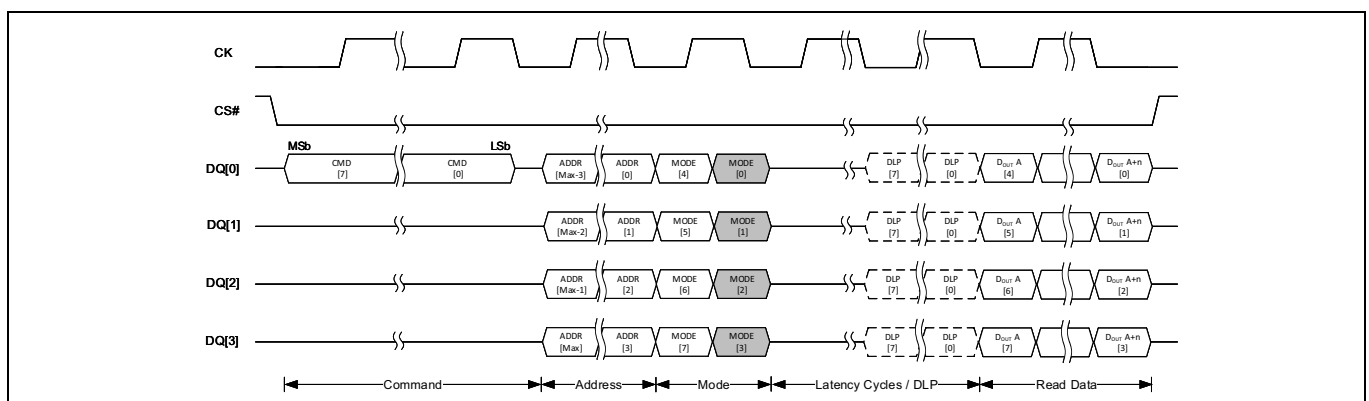 CK
CS#
MSb LSb
DQ[0] CMD [7] CMD [0] ADDR [Max-3] ADDR [0] MODE [4] MODE [0] DLP [7] DLP [0] DOUT A [4] DOUT A+n [0]
DQ[1] ADDR [Max-2] ADDR [1] MODE [5] MODE [1] DLP [7] DLP [0] DOUT A [5] DOUT A+n [1]
DQ[2] ADDR [Max-1] ADDR [2] MODE [6] MODE [2] DLP [7] DLP [0] DOUT A [6] DOUT A+n [2]
DQ[3] ADDR [Max] ADDR [3] MODE [7] MODE [3] DLP [7] DLP [0] DOUT A [7] DOUT A+n [3]
Command Address Mode Latency Cycles / DLP Read Data